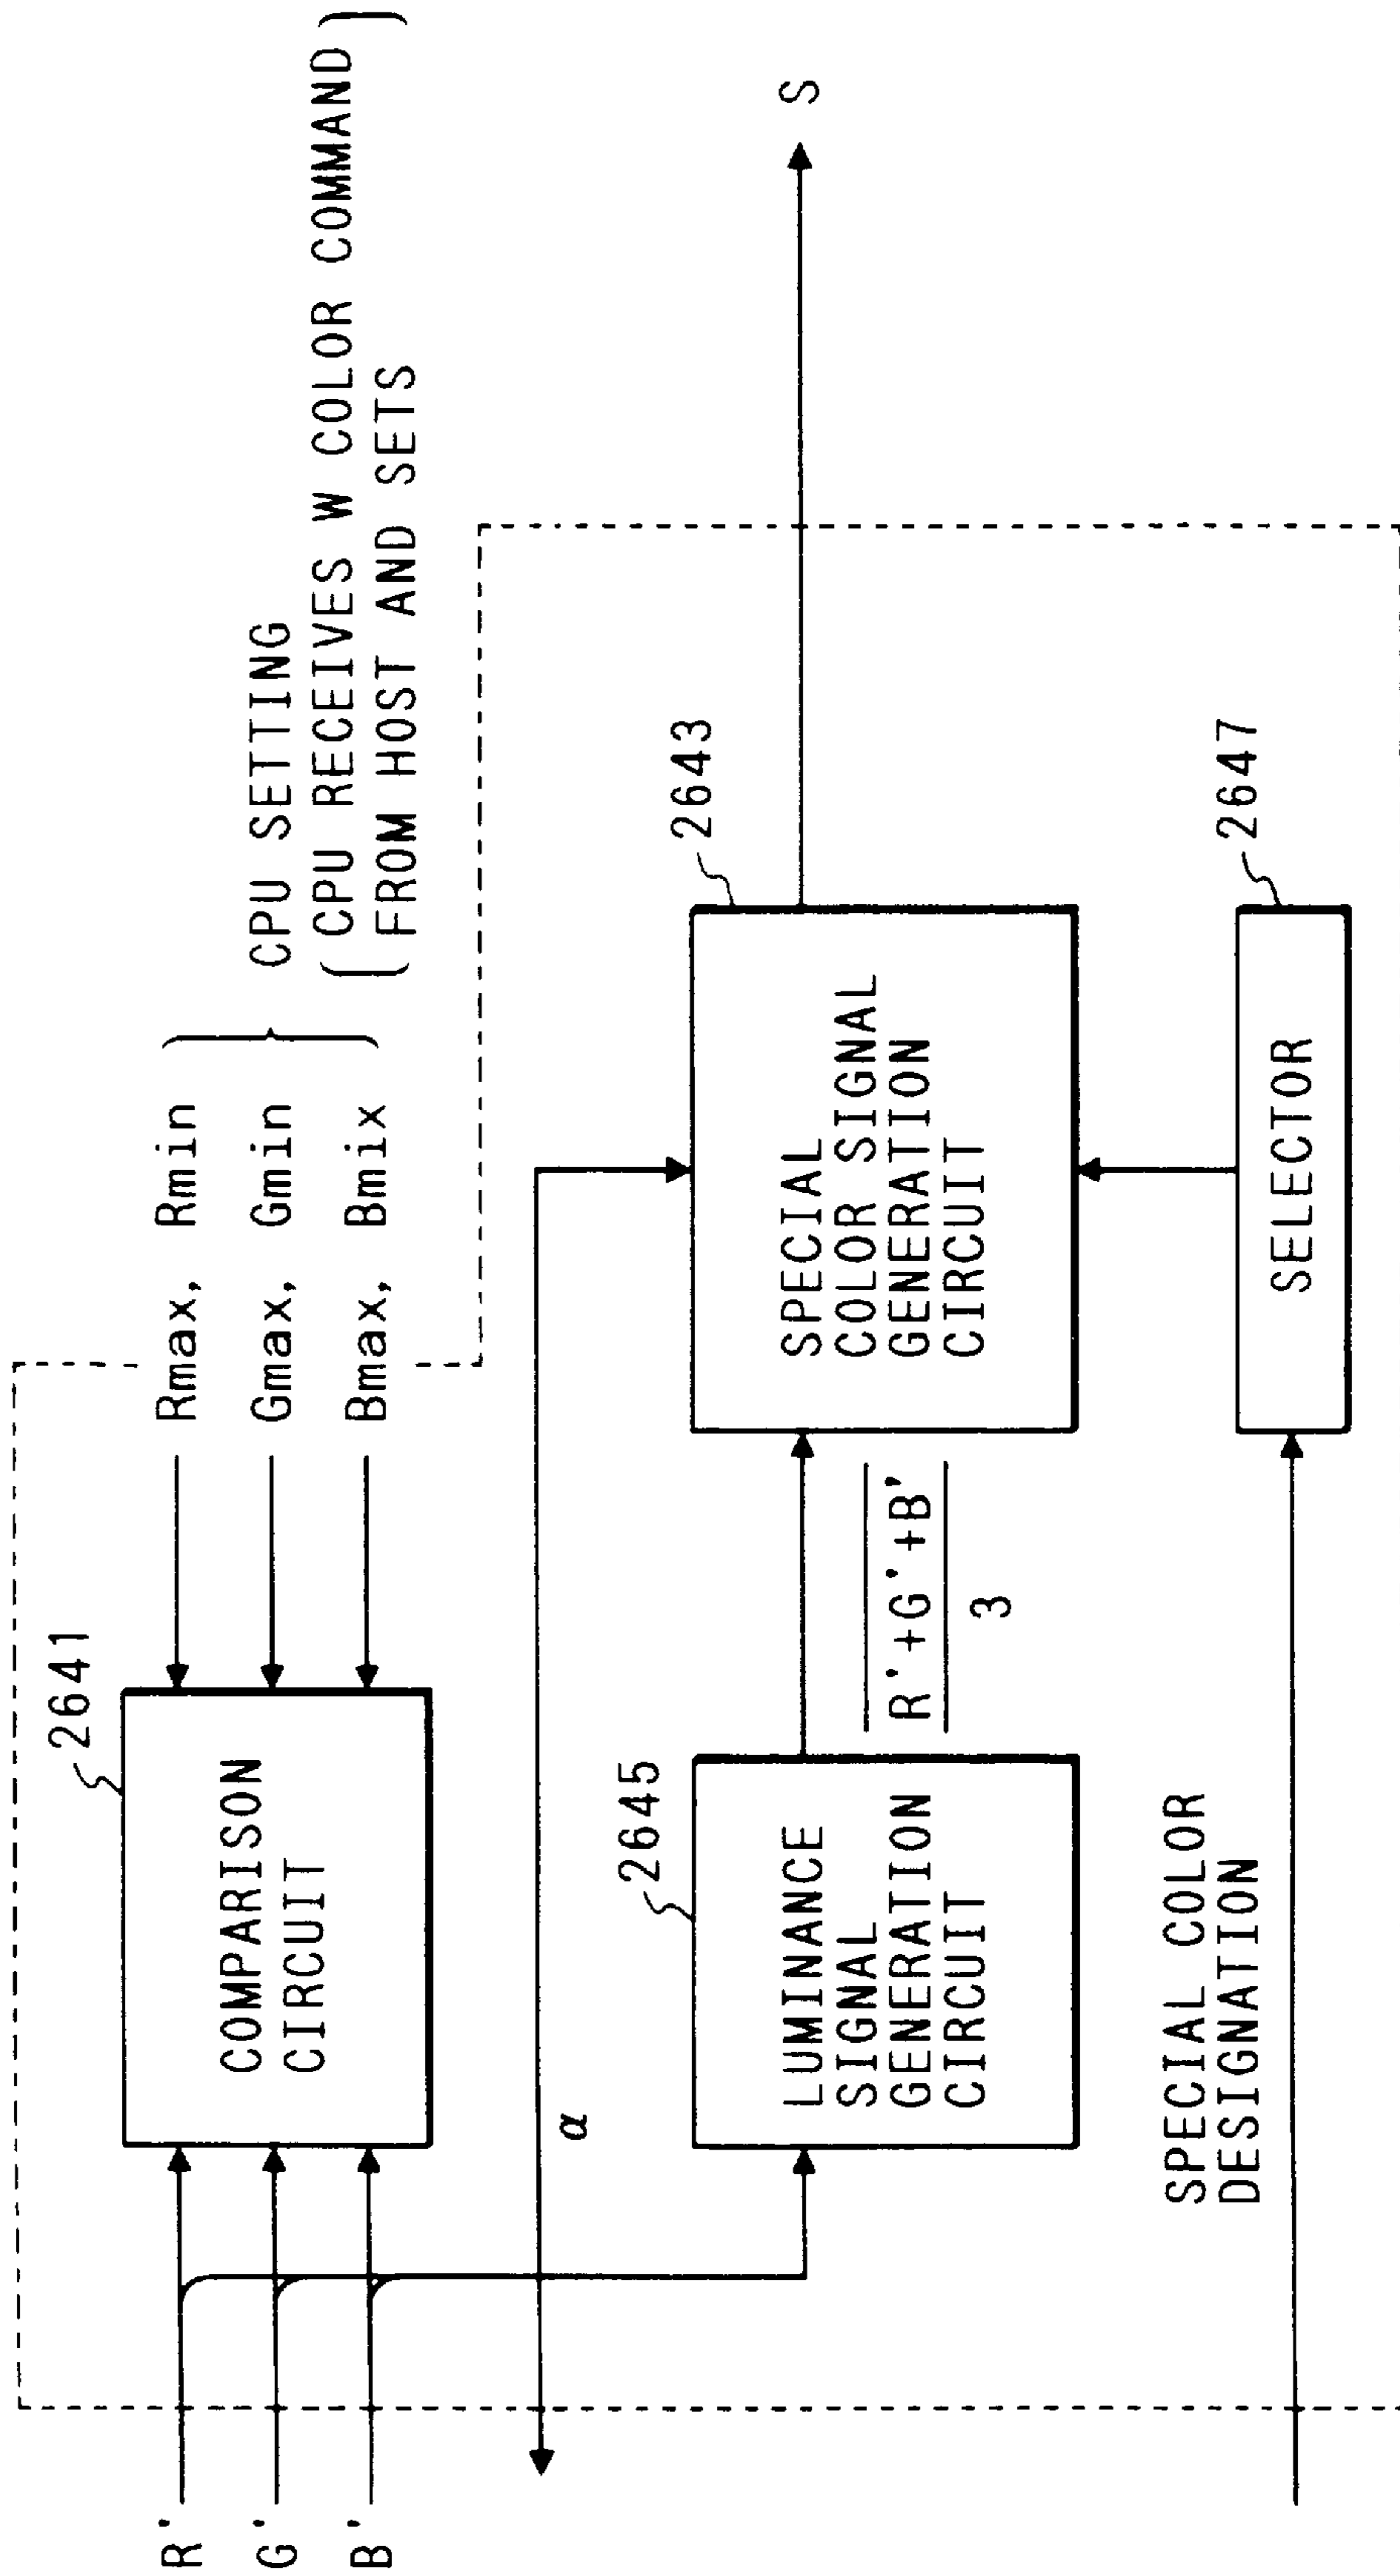 R'
G'
B'
2641
COMPARISON
CIRCUIT
Rmax, Rmin
Gmax, Gmin
Bmax, Bmix
CPU SETTING
(CPU RECEIVES W COLOR COMMAND)
FROM HOST AND SETS
α
2645
LUMINANCE
SIGNAL
GENERATION
CIRCUIT
R'+G'+B'
3
2643
SPECIAL
COLOR SIGNAL
GENERATION
CIRCUIT
S
SPECIAL COLOR
DESIGNATION
SELECTOR
2647